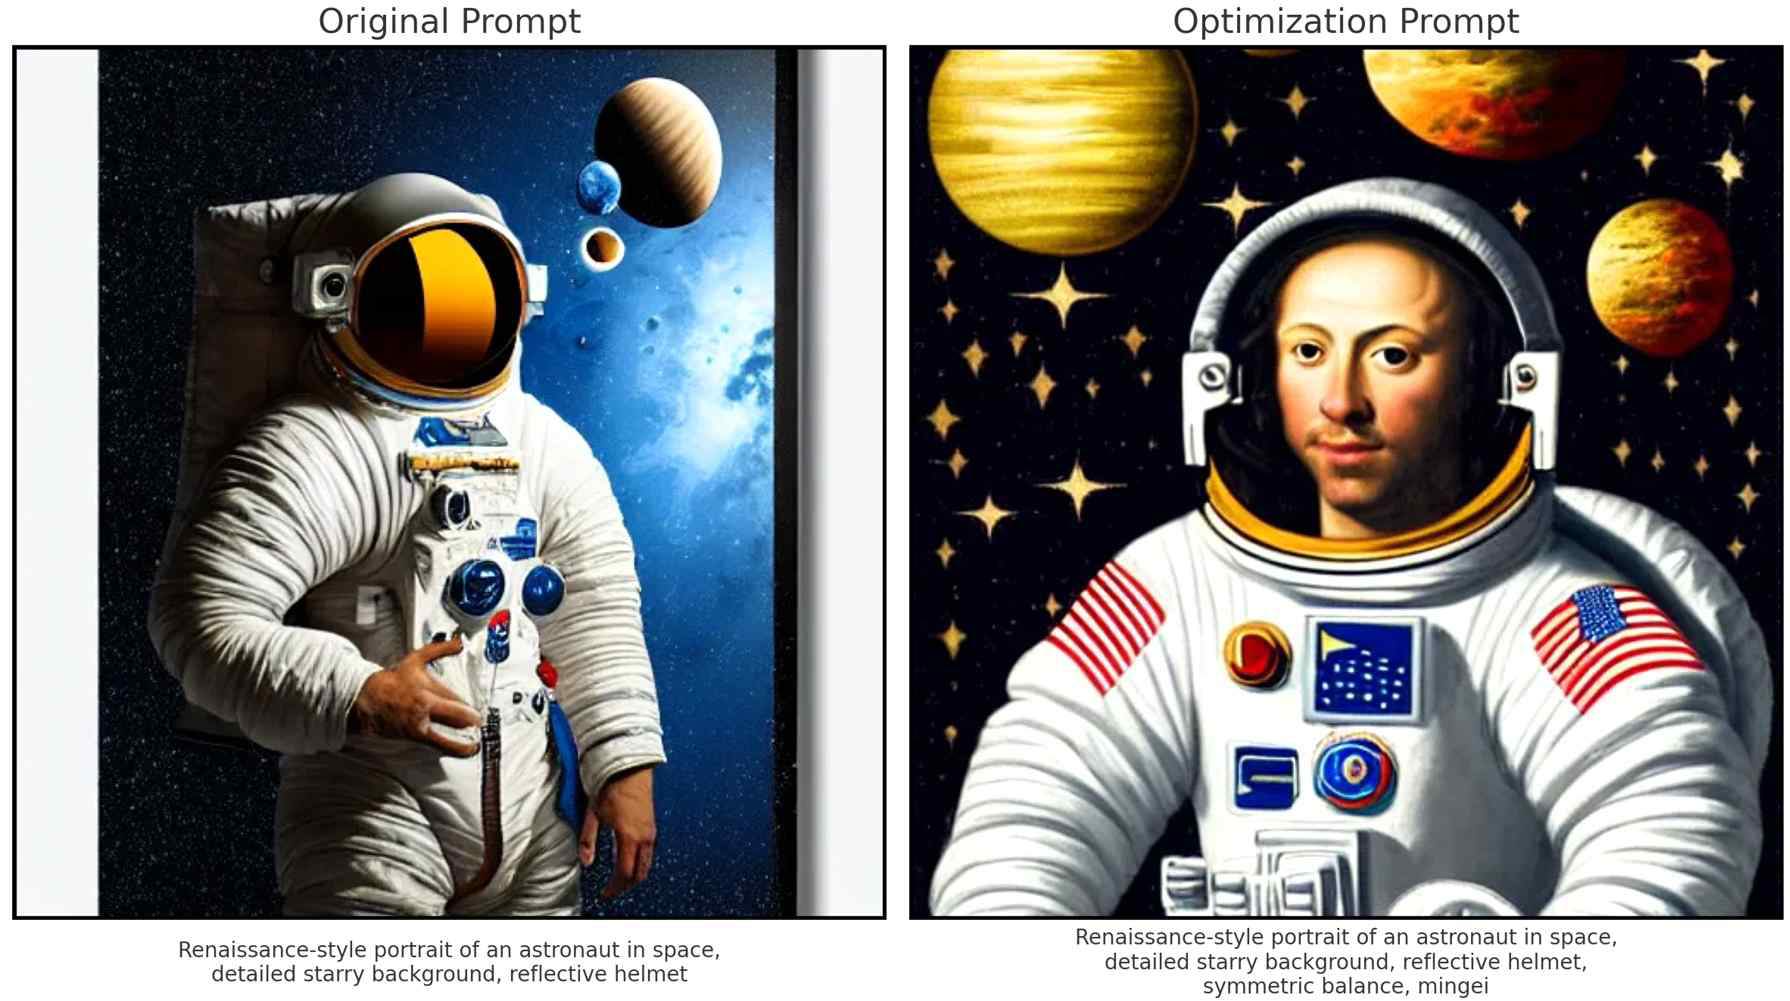 Original Prompt
Optimization Prompt
Renaissance-style portrait of an astronaut in space,
detailed starry background, reflective helmet
Renaissance-style portrait of an astronaut in space,
detailed starry background, reflective helmet,
symmetric balance, mingei